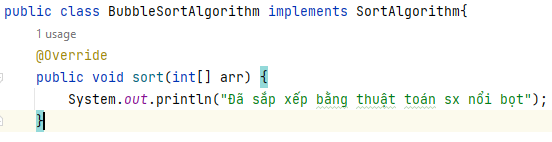 public class BubbleSortAlgorithm implements SortAlgorithm{
1 usage
@Override
public void sort(int[] arr) {
System.out.println("Đã sắp xếp bằng thuật toán sx nổi bọt");
}